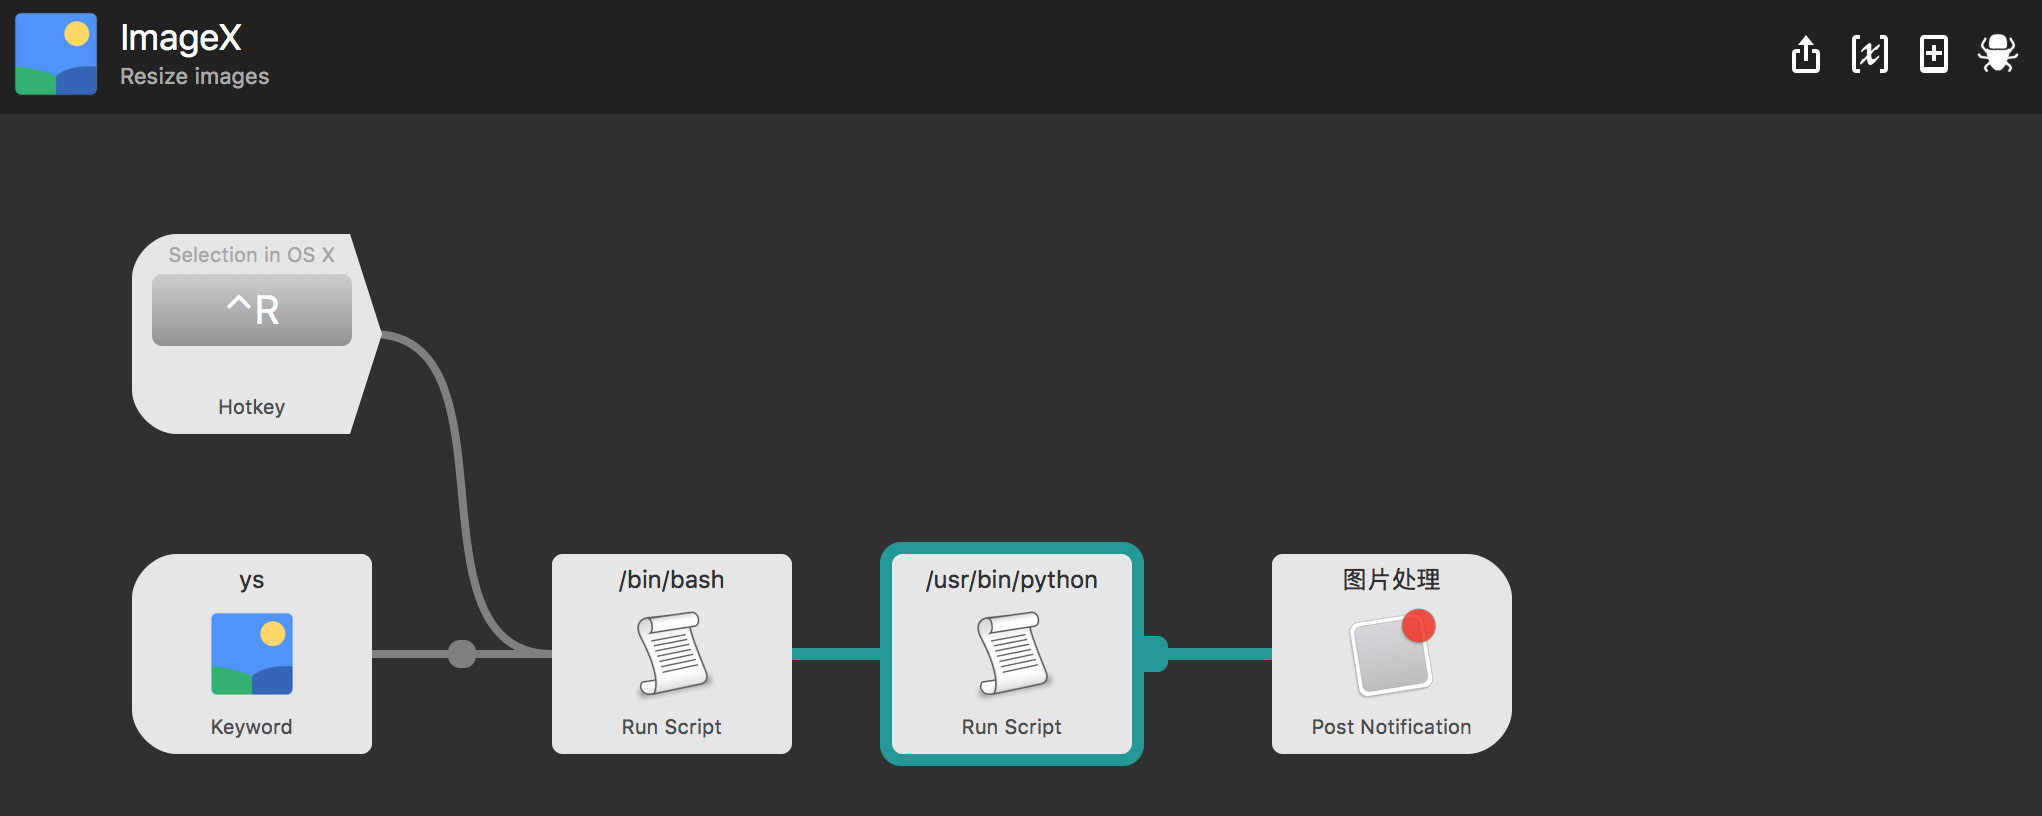 ImageX
Resize images
[x]
Selection in OS X
^R
Hotkey
ys
Keyword
/bin/bash
Run Script
/usr/bin/python
Run Script
图片处理
Post Notification